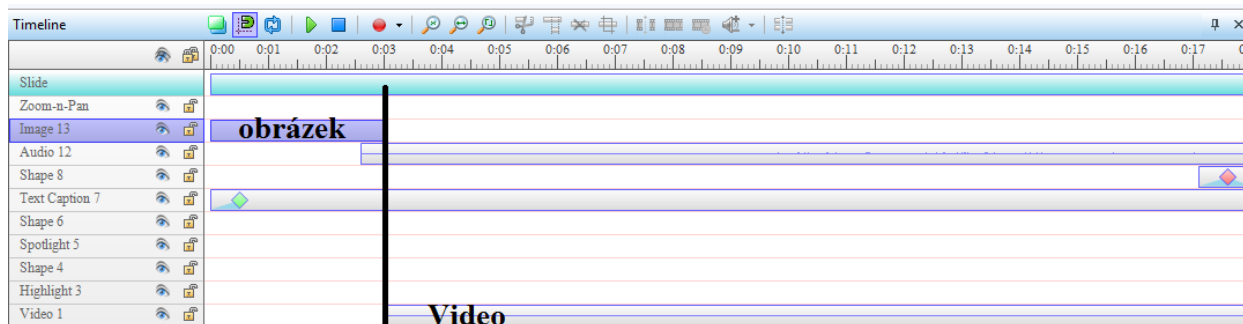 Timeline
0:00 0:01 0:02 0:03 0:04 0:05 0:06 0:07 0:08 0:09 0:10 0:11 0:12 0:13 0:14 0:15 0:16 0:17
Slide
Zoom-n-Pan
Image 13 obrázek
Audio 12
Shape 8
Text Caption 7
Shape 6
Spotlight 5
Shape 4
Highlight 3
Video 1 Video